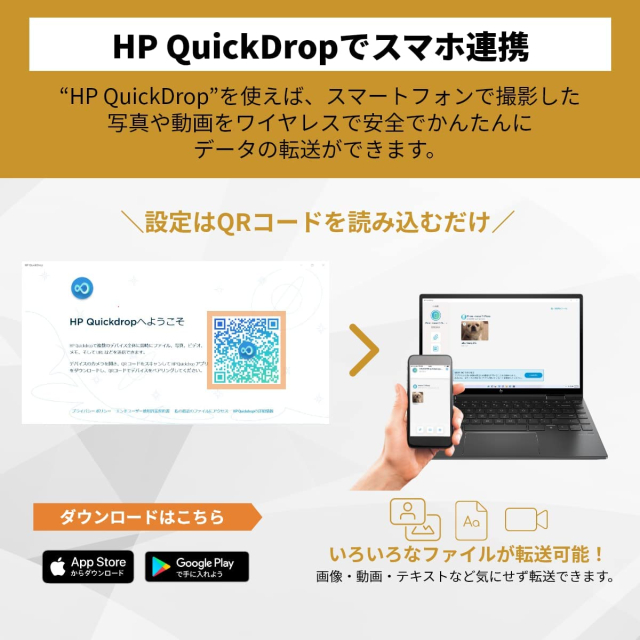 HP QuickDropでスマホ連携
“HP QuickDrop”を使えば、スマートフォンで撮影した
写真や動画をワイヤレスで安全でかんたんに
データの転送ができます。
＼設定はQRコードを読み込むだけ／
HP Quickdropへようこそ
ダウンロードはこちら
App Store
からダウンロード
Google Play
で手に入れよう
Aa
いろいろなファイルが転送可能！
画像・動画・テキストなど気にせず転送できます。